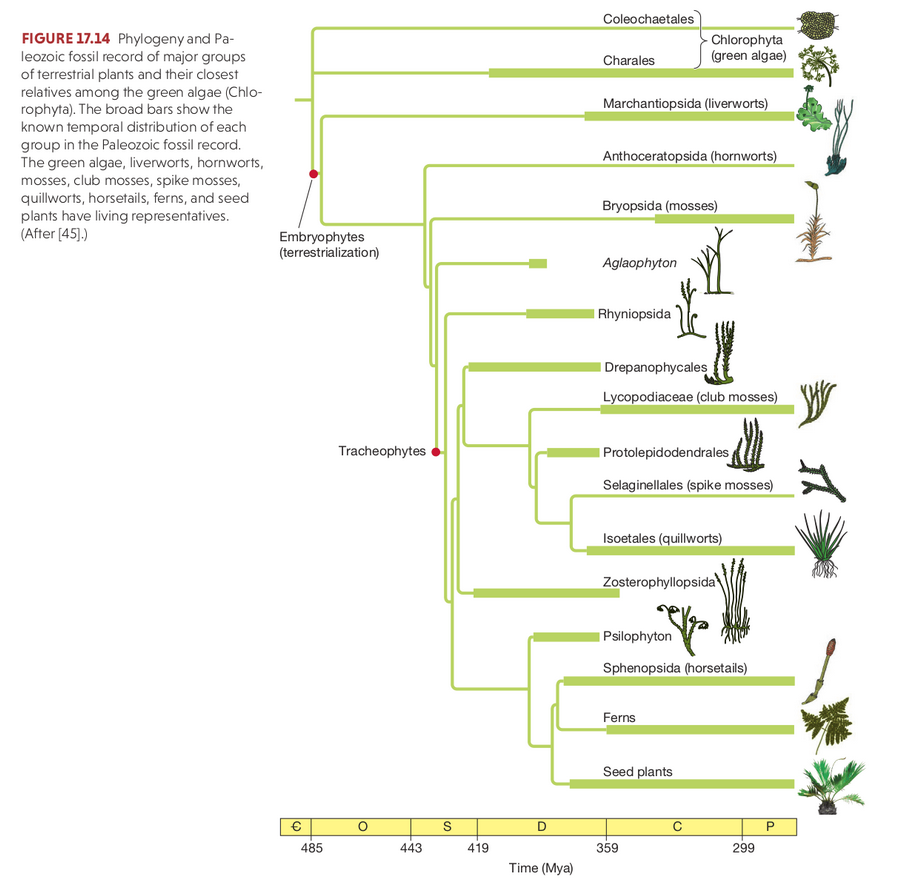 FIGURE 17.14 Phylogeny and Pa-
leozoic fossil record of major groups
of terrestrial plants and their closest
relatives among the green algae (Chlo-
rophyta). The broad bars show the
known temporal distribution of each
group in the Paleozoic fossil record.
The green algae, liverworts, hornworts,
mosses, club mosses, spike mosses,
quillworts, horsetails, ferns, and seed
plants have living representatives.
(After [45].)
Coleochaetales
Chlorophyta
(green algae)
Charales
Marchantiopsida (liverworts)
Anthoceratopsida (hornworts)
Bryopsida (mosses)
Embryophytes
(terrestrialization)
Aglaophyton
Rhyniopsida
Drepanophycales
Lycopodiaceae (club mosses)
Tracheophytes
Protolepidodendrales
Selaginellales (spike mosses)
Isoetales (quillworts)
Zosterophyllopsida
Psilophyton
Sphenopsida (horsetails)
Ferns
Seed plants
Ꞓ O S D C P
485 443 419 359 299
Time (Mya)